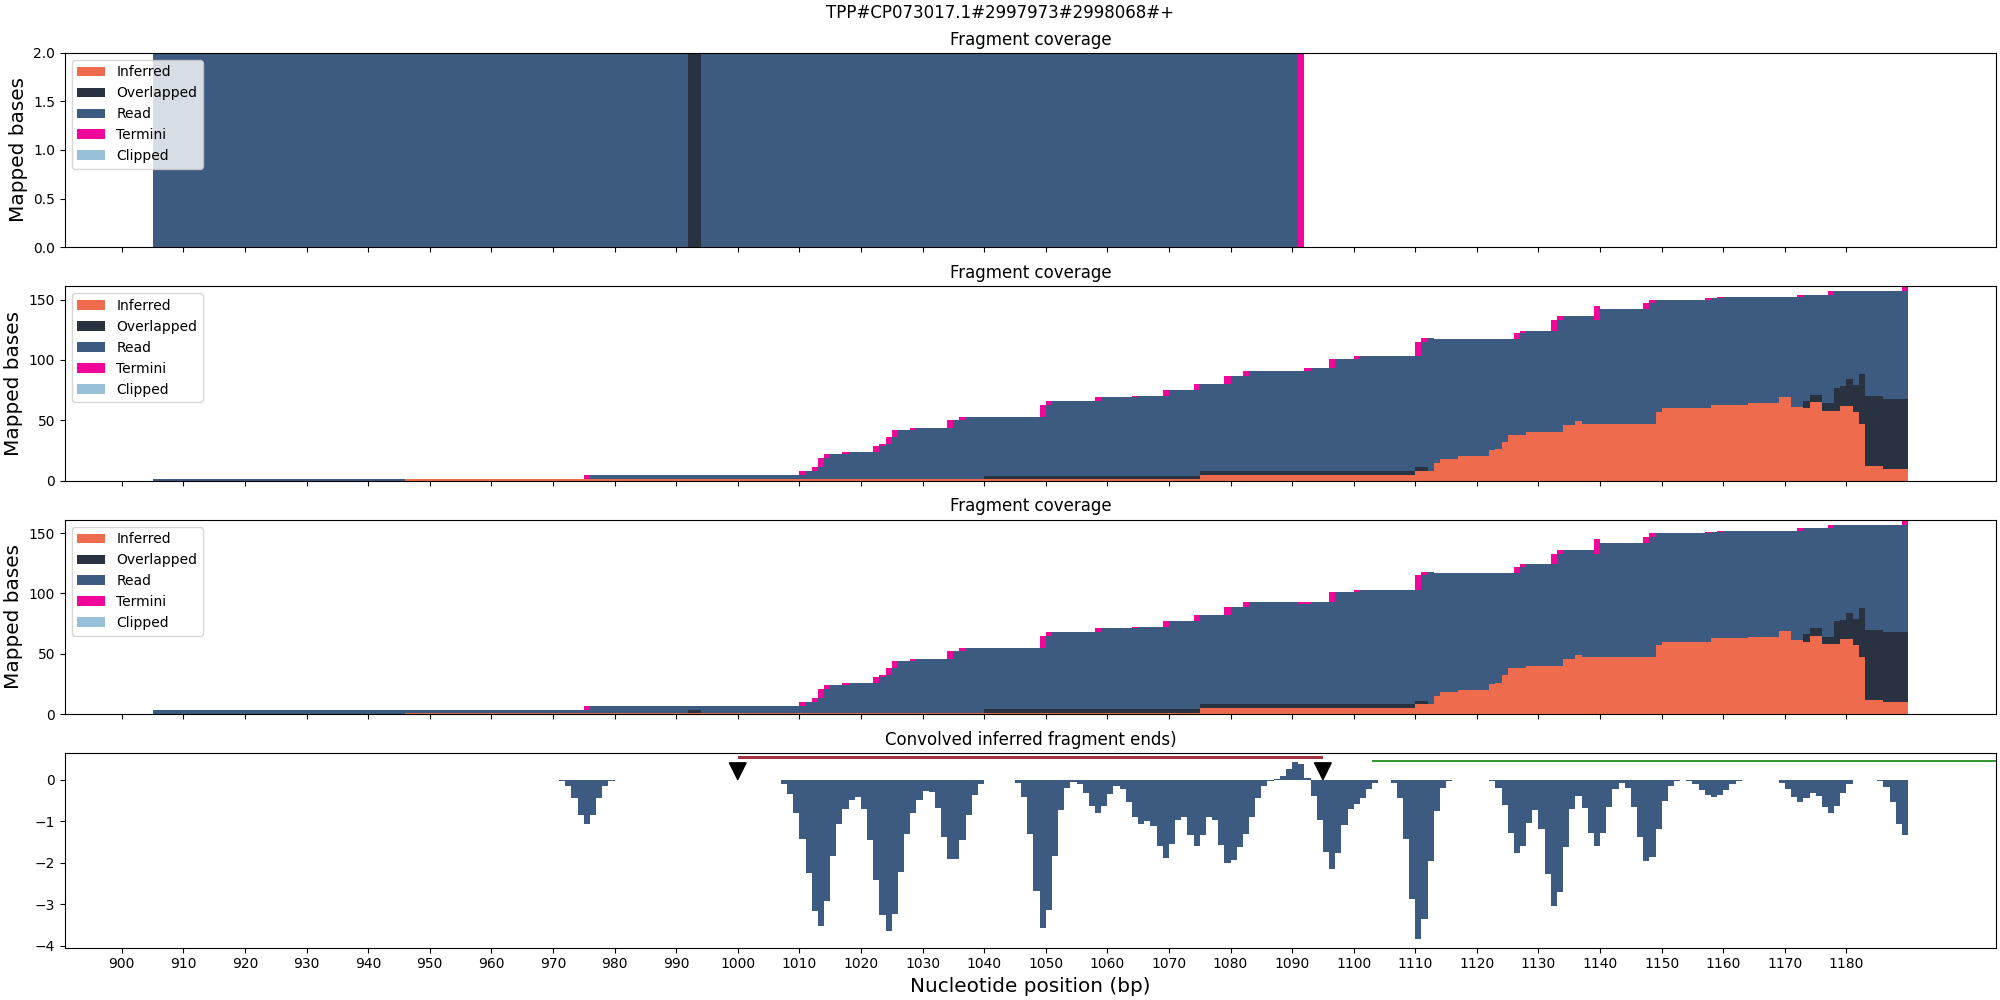 TPP#CP073017.1#2997973#2998068#+
Fragment coverage
Mapped bases
2.0
1.5
1.0
0.5
0.0
Inferred
Overlapped
Read
Termini
Clipped
Fragment coverage
Mapped bases
150
100
50
0
Inferred
Overlapped
Read
Termini
Clipped
Fragment coverage
Mapped bases
150
100
50
0
Inferred
Overlapped
Read
Termini
Clipped
Convolved inferred fragment ends)
0
−1
−2
−3
−4
900 910 920 930 940 950 960 970 980 990 1000 1010 1020 1030 1040 1050 1060 1070 1080 1090 1100 1110 1120 1130 1140 1150 1160 1170 1180
Nucleotide position (bp)